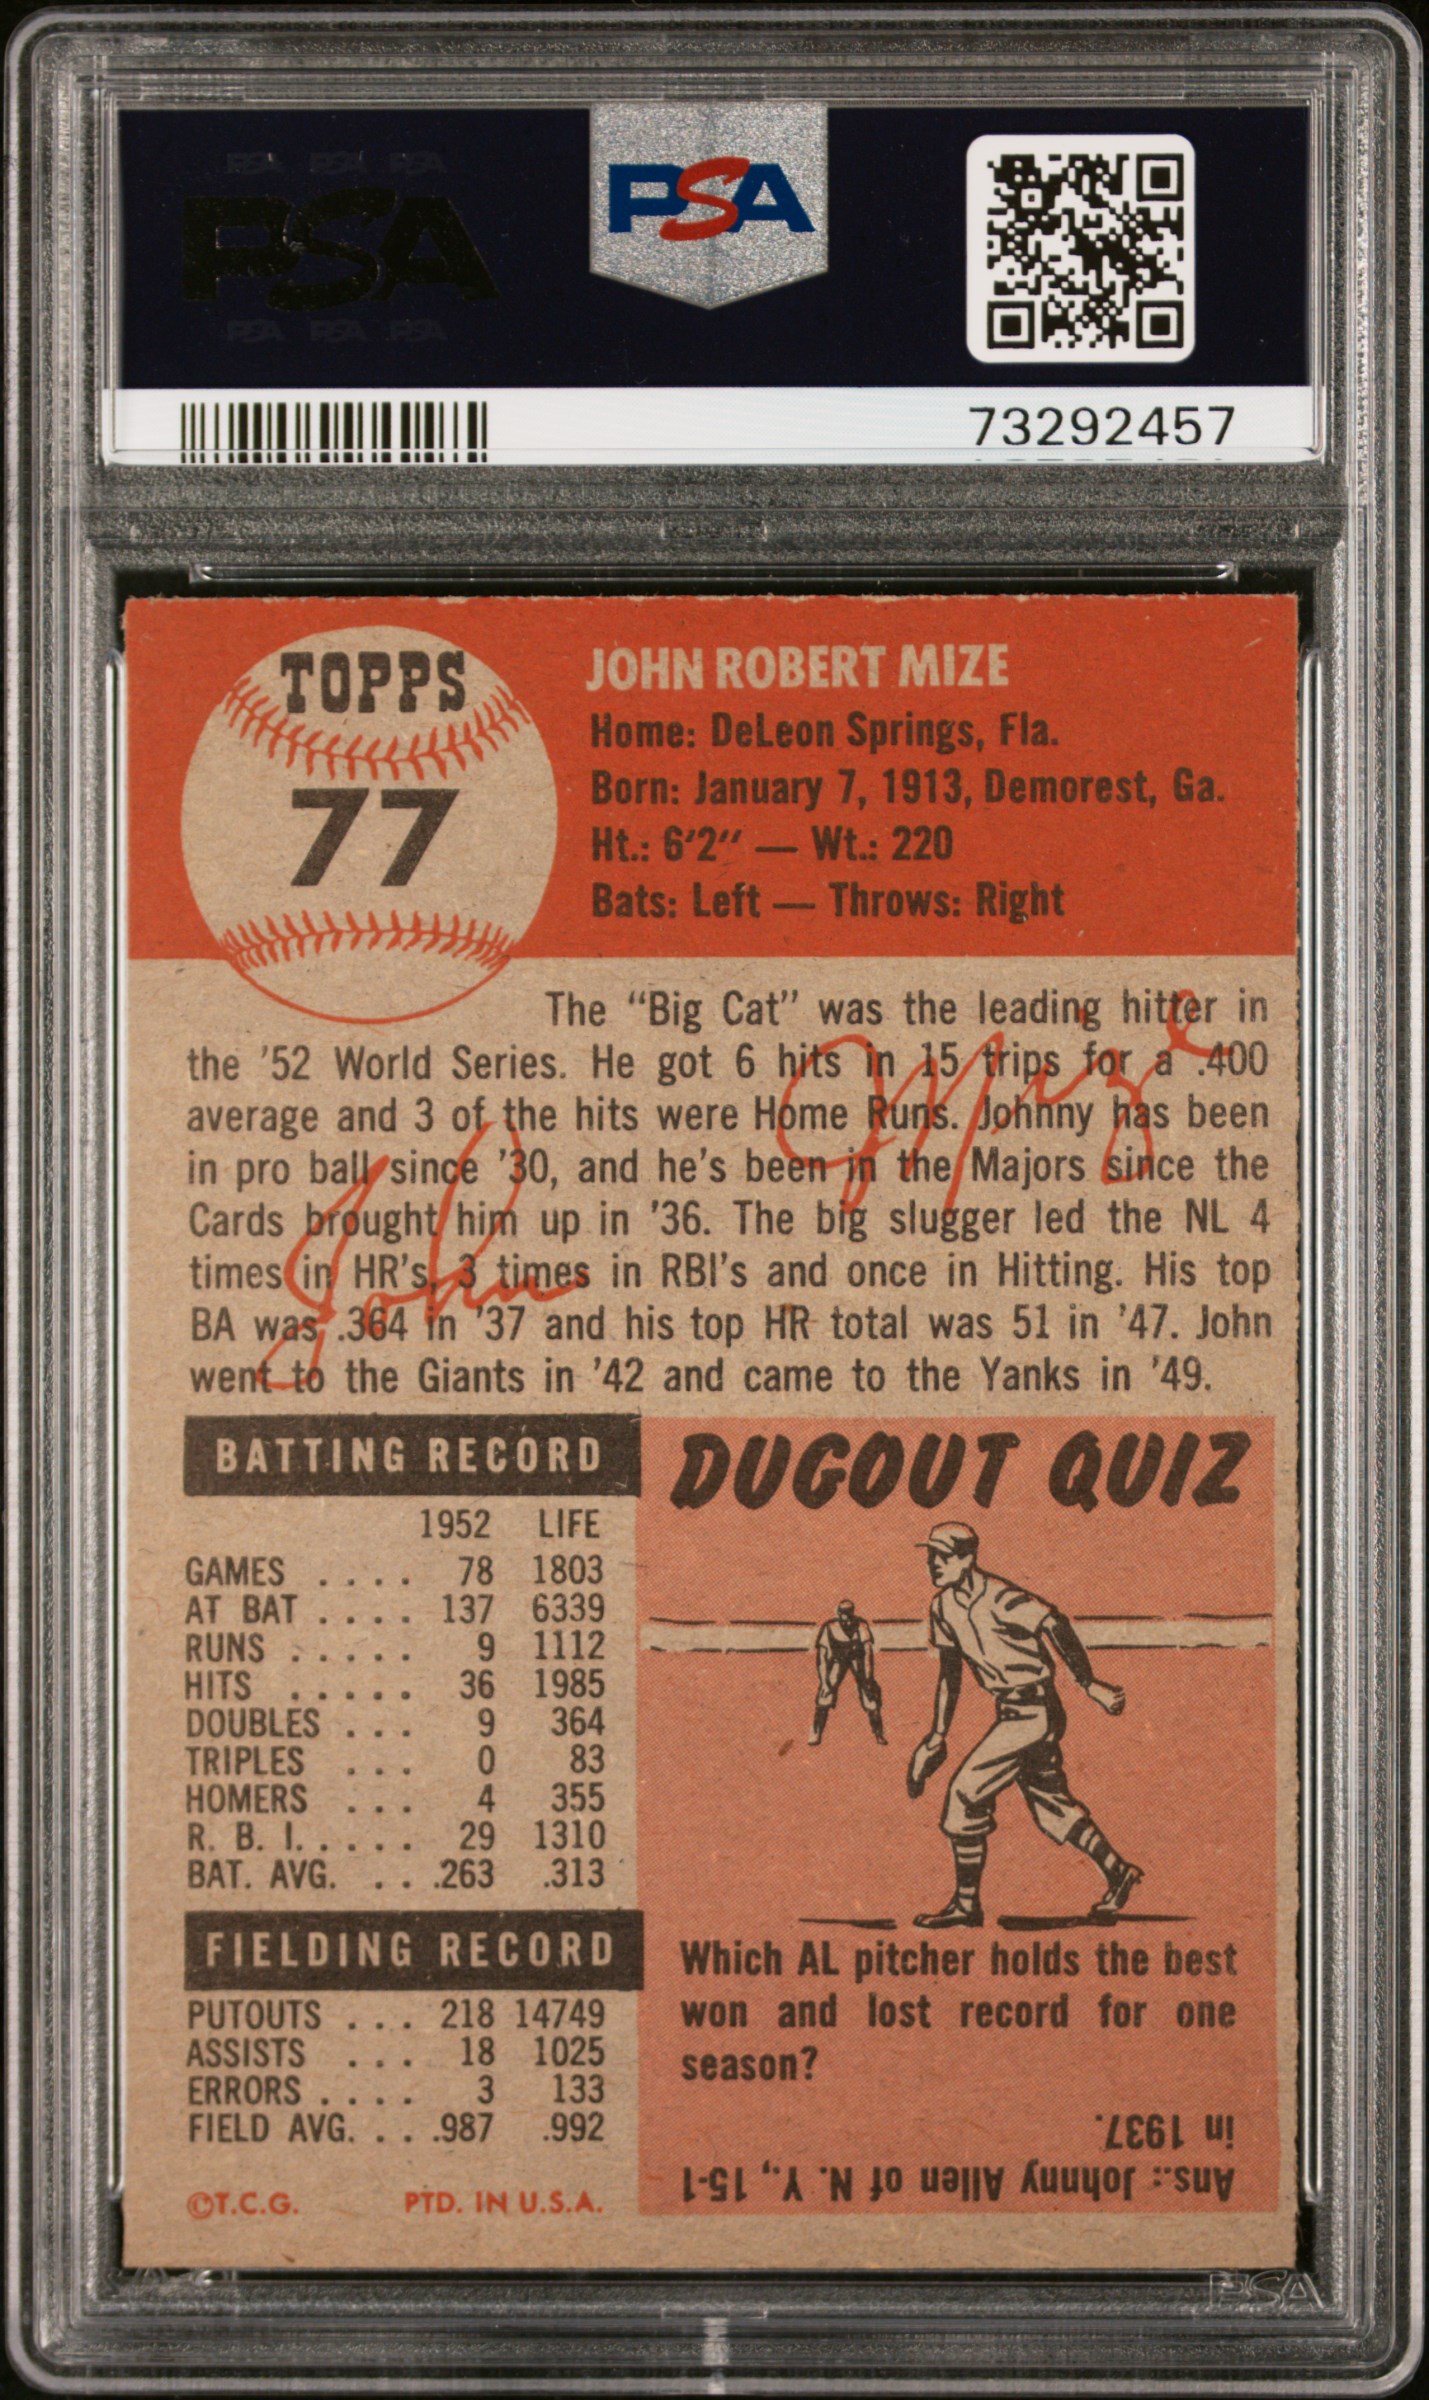 PSA PSA PSA
PSA
PSA
PSA PSA PSA
73292457
TOPPS
77
JOHN ROBERT MIZE
Home: DeLeon Springs, Fla.
Born: January 7, 1913, Demorest, Ga.
Ht.: 6'2" — Wt.: 220
Bats: Left — Throws: Right
The "Big Cat" was the leading hitter in
the '52 World Series. He got 6 hits in 15 trips for a .400
average and 3 of the hits were Home Runs. Johnny has been
in pro ball since '30, and he's been in the Majors since the
Cards brought him up in '36. The big slugger led the NL 4
times in HR's, 3 times in RBI's and once in Hitting. His top
BA was .364 in '37 and his top HR total was 51 in '47. John
went to the Giants in '42 and came to the Yanks in '49.
John Mize
BATTING RECORD
1952 LIFE
GAMES .... 78 1803
AT BAT .... 137 6339
RUNS ..... 9 1112
HITS ..... 36 1985
DOUBLES ... 9 364
TRIPLES ... 0 83
HOMERS ... 4 355
R. B. I. .... 29 1310
BAT. AVG. .. .263 .313
FIELDING RECORD
PUTOUTS ... 218 14749
ASSISTS ... 18 1025
ERRORS .... 3 133
FIELD AVG. .. .987 .992
©T.C.G. PTD. IN U.S.A.
DUGOUT QUIZ
Which AL pitcher holds the best
won and lost record for one
season?
Ans.: Johnny Allen of N. Y., 15-1
in 1937.
PSA